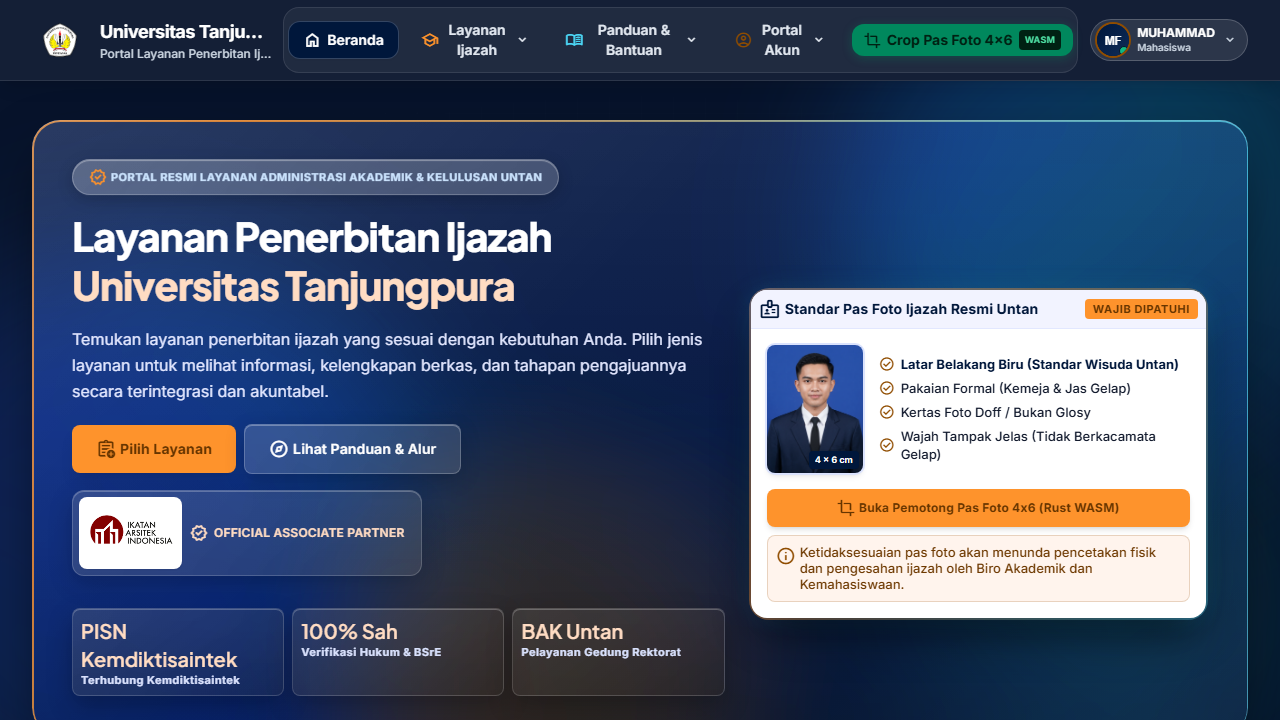 Universitas Tanju...
Portal Layanan Penerbitan Ij...
Beranda
Layanan
Ijazah
Panduan &
Bantuan
Portal
Akun
Crop Pas Foto 4×6 WASM
MF
MUHAMMAD
Mahasiswa
PORTAL RESMI LAYANAN ADMINISTRASI AKADEMIK & KELULUSAN UNTAN
Layanan Penerbitan Ijazah
Universitas Tanjungpura
Temukan layanan penerbitan ijazah yang sesuai dengan kebutuhan Anda. Pilih jenis
layanan untuk melihat informasi, kelengkapan berkas, dan tahapan pengajuannya
secara terintegrasi dan akuntabel.
Pilih Layanan
Lihat Panduan & Alur
IKATAN
ARSITEK
INDONESIA
OFFICIAL ASSOCIATE PARTNER
PISN
Kemdiktisaintek
Terhubung Kemdiktisaintek
100% Sah
Verifikasi Hukum & BSrE
BAK Untan
Pelayanan Gedung Rektorat
Standar Pas Foto Ijazah Resmi Untan
WAJIB DIPATUHI
4 × 6 cm
Latar Belakang Biru (Standar Wisuda Untan)
Pakaian Formal (Kemeja & Jas Gelap)
Kertas Foto Doff / Bukan Glosy
Wajah Tampak Jelas (Tidak Berkacamata
Gelap)
Buka Pemotong Pas Foto 4x6 (Rust WASM)
Ketidaksesuaian pas foto akan menunda pencetakan fisik
dan pengesahan ijazah oleh Biro Akademik dan
Kemahasiswaan.